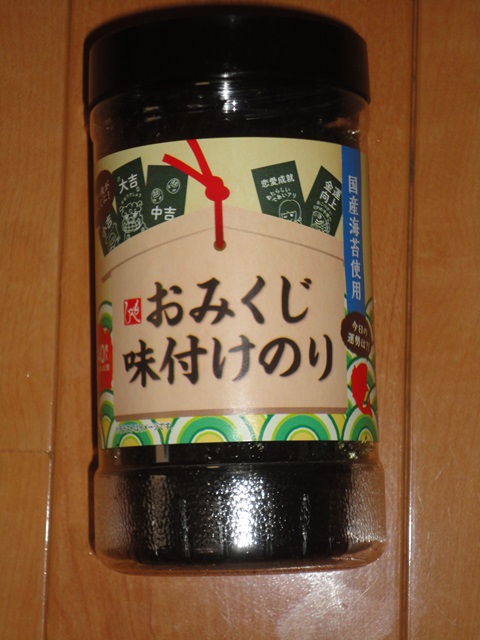 大吉
中吉
恋愛成就
金運
向上
国産海苔使用
おみくじ
味付けのり
今日の
運勢は?!